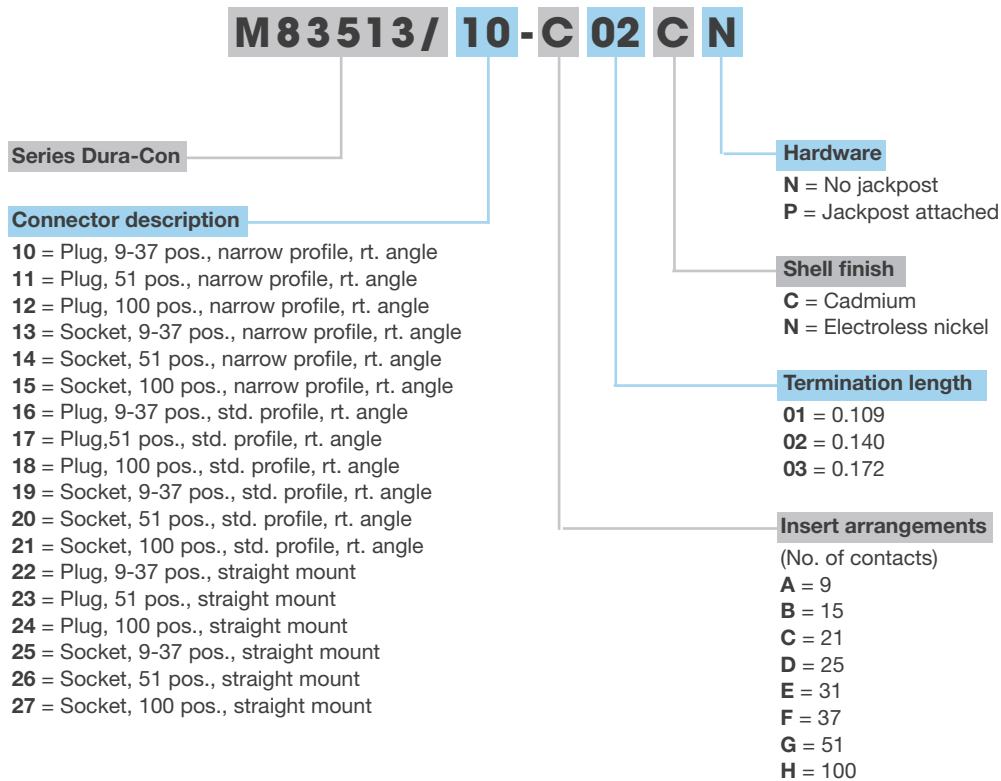 M83513/ 10 - C 02 C N
Series Dura-Con
Connector description
10 = Plug, 9-37 pos., narrow profile, rt. angle
11 = Plug, 51 pos., narrow profile, rt. angle
12 = Plug, 100 pos., narrow profile, rt. angle
13 = Socket, 9-37 pos., narrow profile, rt. angle
14 = Socket, 51 pos., narrow profile, rt. angle
15 = Socket, 100 pos., narrow profile, rt. angle
16 = Plug, 9-37 pos., std. profile, rt. angle
17 = Plug,51 pos., std. profile, rt. angle
18 = Plug, 100 pos., std. profile, rt. angle
19 = Socket, 9-37 pos., std. profile, rt. angle
20 = Socket, 51 pos., std. profile, rt. angle
21 = Socket, 100 pos., std. profile, rt. angle
22 = Plug, 9-37 pos., straight mount
23 = Plug, 51 pos., straight mount
24 = Plug, 100 pos., straight mount
25 = Socket, 9-37 pos., straight mount
26 = Socket, 51 pos., straight mount
27 = Socket, 100 pos., straight mount
Hardware
N = No jackpost
P = Jackpost attached
Shell finish
C = Cadmium
N = Electroless nickel
Termination length
01 = 0.109
02 = 0.140
03 = 0.172
Insert arrangements
(No. of contacts)
A = 9
B = 15
C = 21
D = 25
E = 31
F = 37
G = 51
H = 100